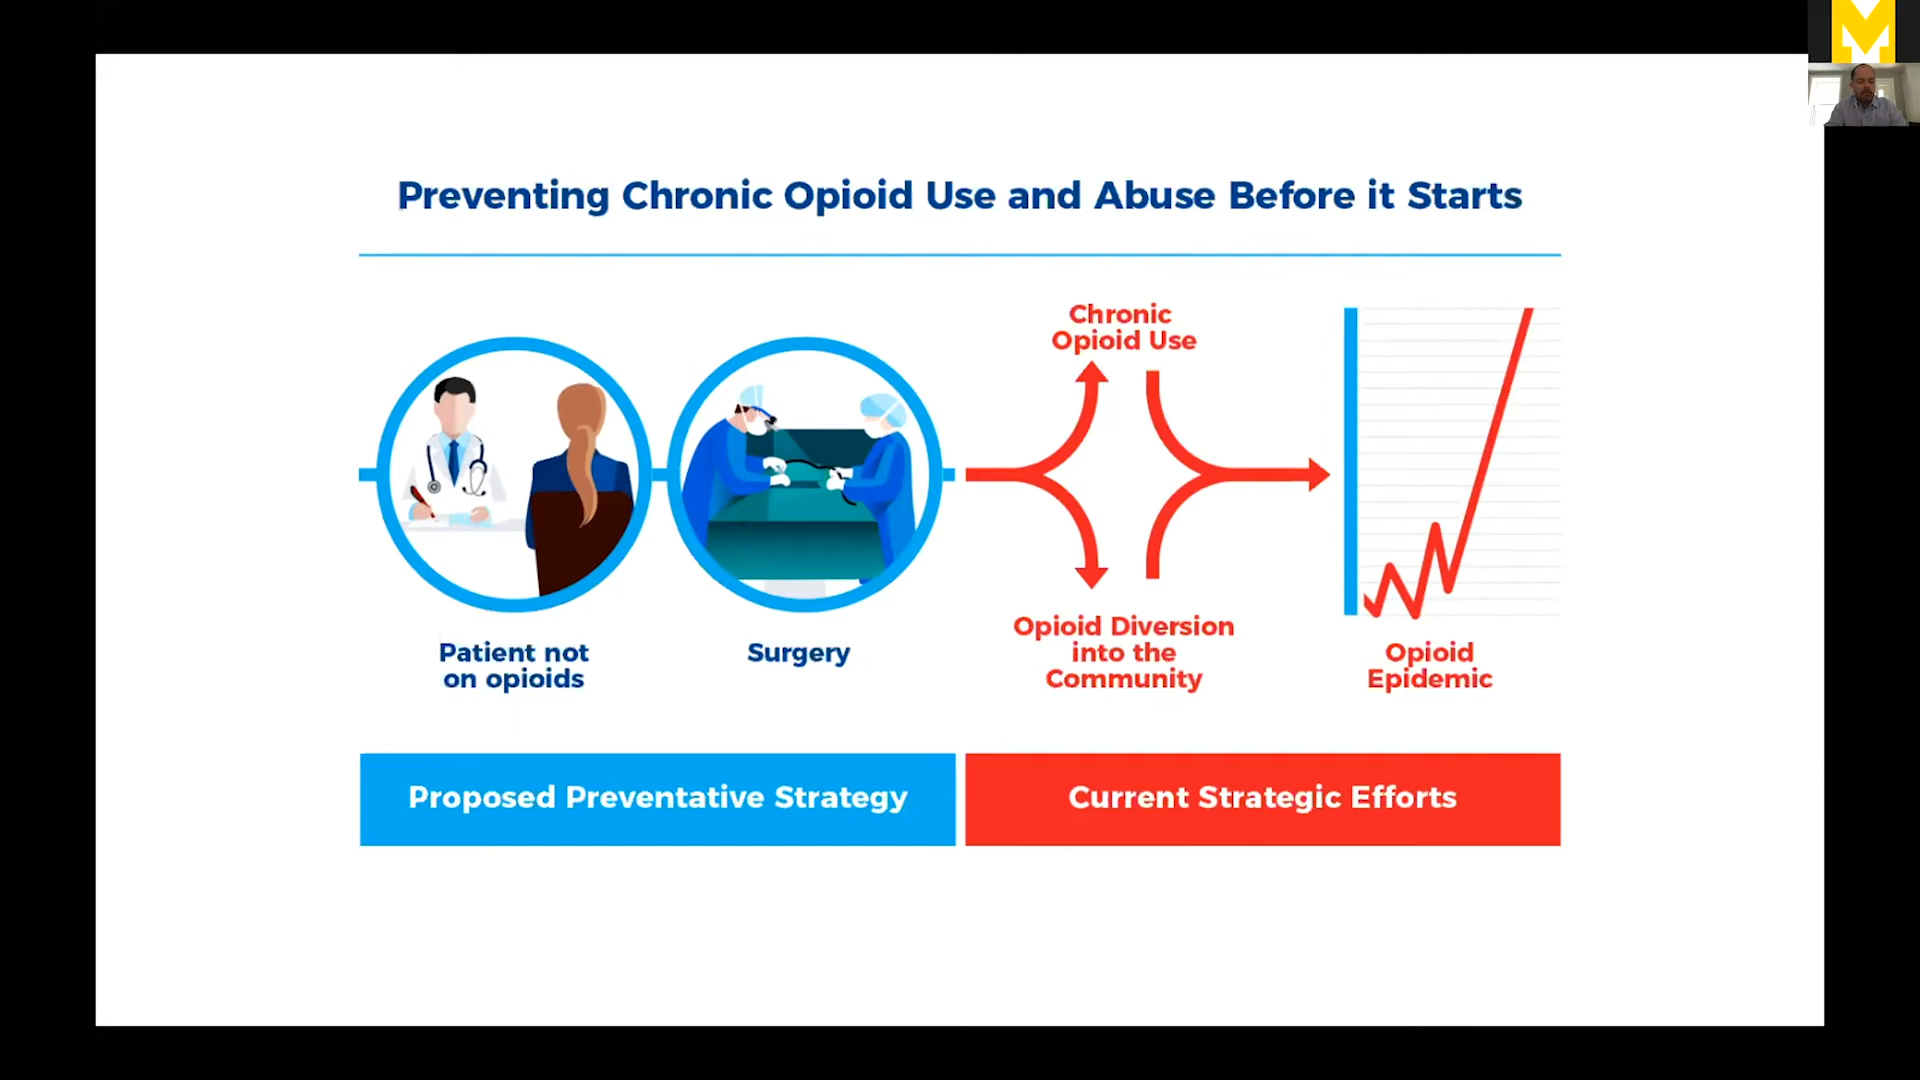 Preventing Chronic Opioid Use and Abuse Before it Starts
Chronic
Opioid Use
Patient not
on opioids
Surgery
Opioid Diversion
into the
Community
Opioid
Epidemic
Proposed Preventative Strategy
Current Strategic Efforts
M